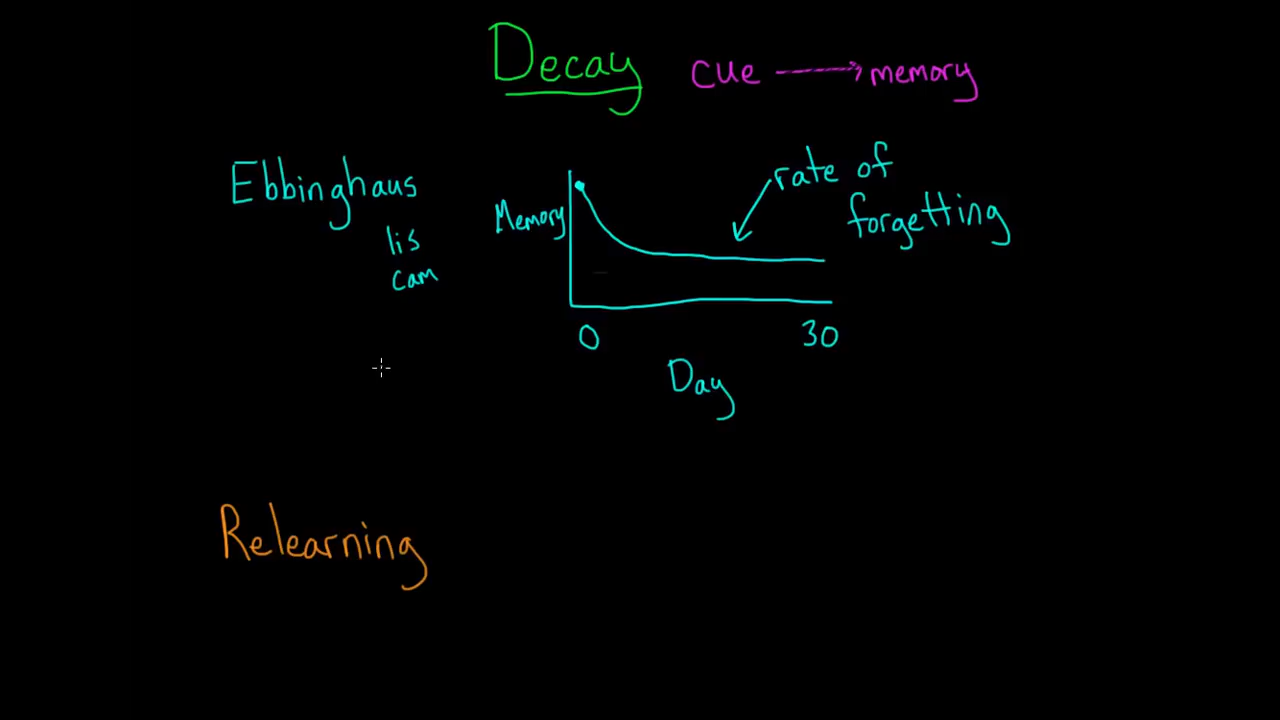 Decay
cue → memory
Ebbinghaus
lis
cam
Memory
rate of
forgetting
0
30
Day
Relearning